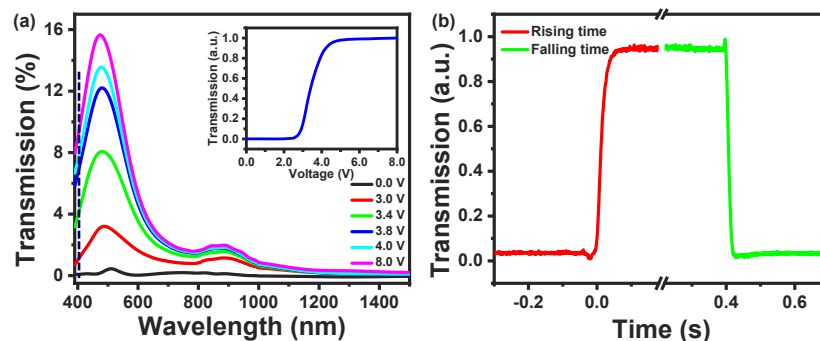 (a)
Transmission (%)
16
12
8
4
0
400
600
800
1000
1200
1400
Wavelength (nm)
Transmission (a.u.)
1.0
0.8
0.6
0.4
0.2
0.0
0.0
2.0
4.0
6.0
8.0
Voltage (V)
0.0 V
3.0 V
3.4 V
3.8 V
4.0 V
8.0 V
(b)
Transmission (a.u.)
1.0
0.8
0.6
0.4
0.2
0.0
-0.2
0.0
0.4
0.6
Time (s)
Rising time
Falling time